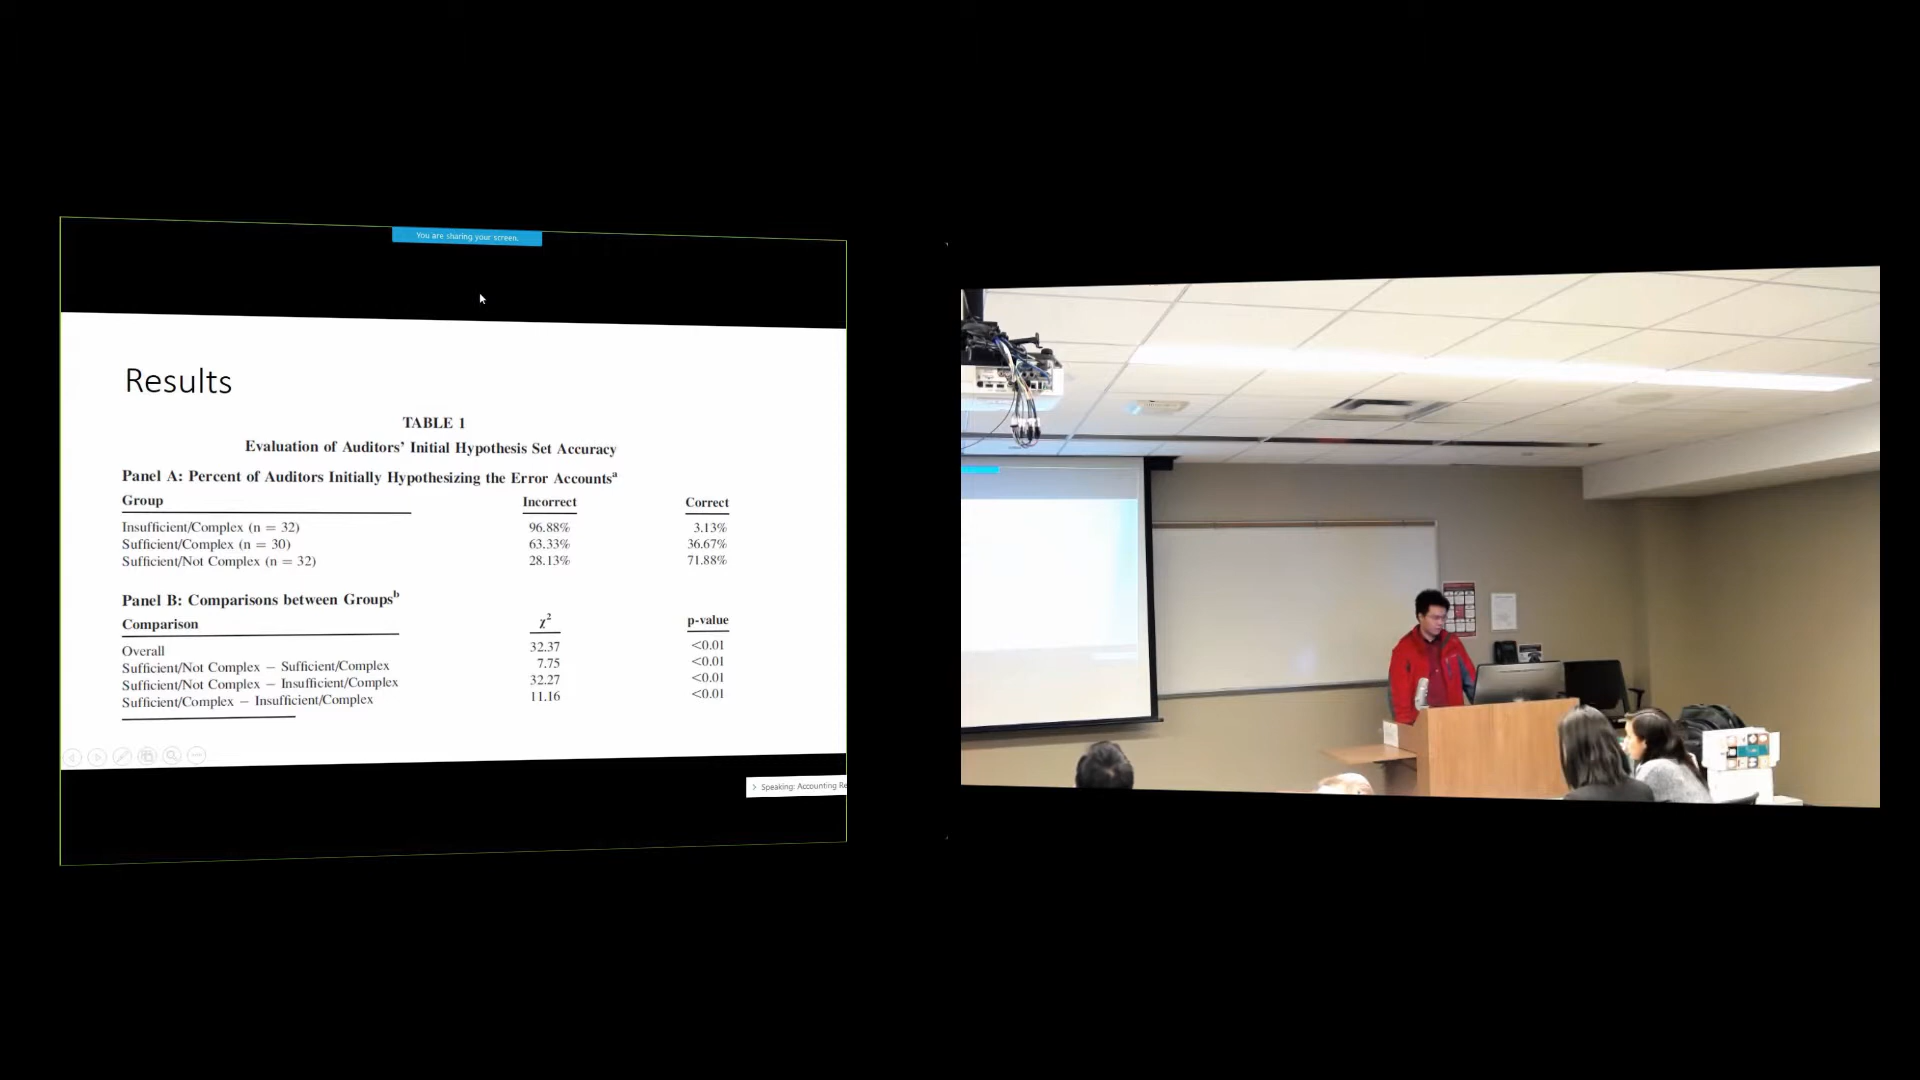 You are sharing your screen.
Results
TABLE 1
Evaluation of Auditors' Initial Hypothesis Set Accuracy
Panel A: Percent of Auditors Initially Hypothesizing the Error Accounts^a
Group Incorrect Correct
Insufficient/Complex (n = 32) 96.88% 3.13%
Sufficient/Complex (n = 30) 63.33% 36.67%
Sufficient/Not Complex (n = 32) 28.13% 71.88%
Panel B: Comparisons between Groups^b
Comparison χ² p-value
Overall 32.37 <0.01
Sufficient/Not Complex – Sufficient/Complex 7.75 <0.01
Sufficient/Not Complex – Insufficient/Complex 32.27 <0.01
Sufficient/Complex – Insufficient/Complex 11.16 <0.01
Speaking: Accounting Re